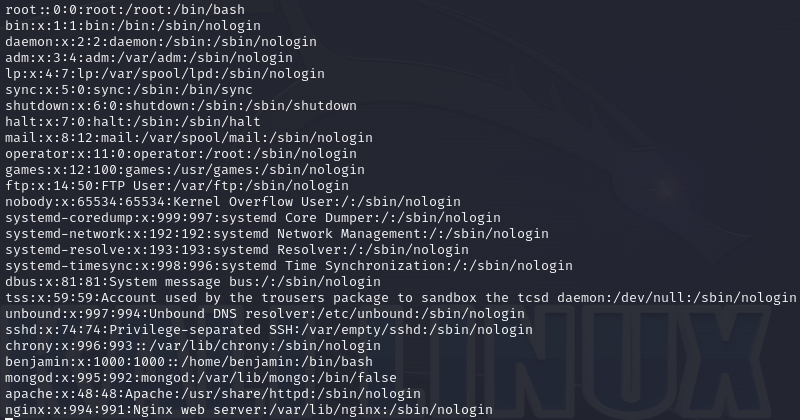 root::0:0:root:/root:/bin/bash
bin:x:1:1:bin:/bin:/sbin/nologin
daemon:x:2:2:daemon:/sbin:/sbin/nologin
adm:x:3:4:adm:/var/adm:/sbin/nologin
lp:x:4:7:lp:/var/spool/lpd:/sbin/nologin
sync:x:5:0:sync:/sbin:/bin/sync
shutdown:x:6:0:shutdown:/sbin:/sbin/shutdown
halt:x:7:0:halt:/sbin:/sbin/halt
mail:x:8:12:mail:/var/spool/mail:/sbin/nologin
operator:x:11:0:operator:/root:/sbin/nologin
games:x:12:100:games:/usr/games:/sbin/nologin
ftp:x:14:50:FTP User:/var/ftp:/sbin/nologin
nobody:x:65534:65534:Kernel Overflow User:/:/sbin/nologin
systemd-coredump:x:999:997:systemd Core Dumper:/:/sbin/nologin
systemd-network:x:192:192:systemd Network Management:/:/sbin/nologin
systemd-resolve:x:193:193:systemd Resolver:/:/sbin/nologin
systemd-timesync:x:998:996:systemd Time Synchronization:/:/sbin/nologin
dbus:x:81:81:System message bus:/:/sbin/nologin
tss:x:59:59:Account used by the trousers package to sandbox the tcsd daemon:/dev/null:/sbin/nologin
unbound:x:997:994:Unbound DNS resolver:/etc/unbound:/sbin/nologin
sshd:x:74:74:Privilege-separated SSH:/var/empty/sshd:/sbin/nologin
chrony:x:996:993::/var/lib/chrony:/sbin/nologin
benjamin:x:1000:1000::/home/benjamin:/bin/bash
mongod:x:995:992:mongod:/var/lib/mongo:/bin/false
apache:x:48:48:Apache:/usr/share/httpd:/sbin/nologin
nginx:x:994:991:Nginx web server:/var/lib/nginx:/sbin/nologin
LINUX